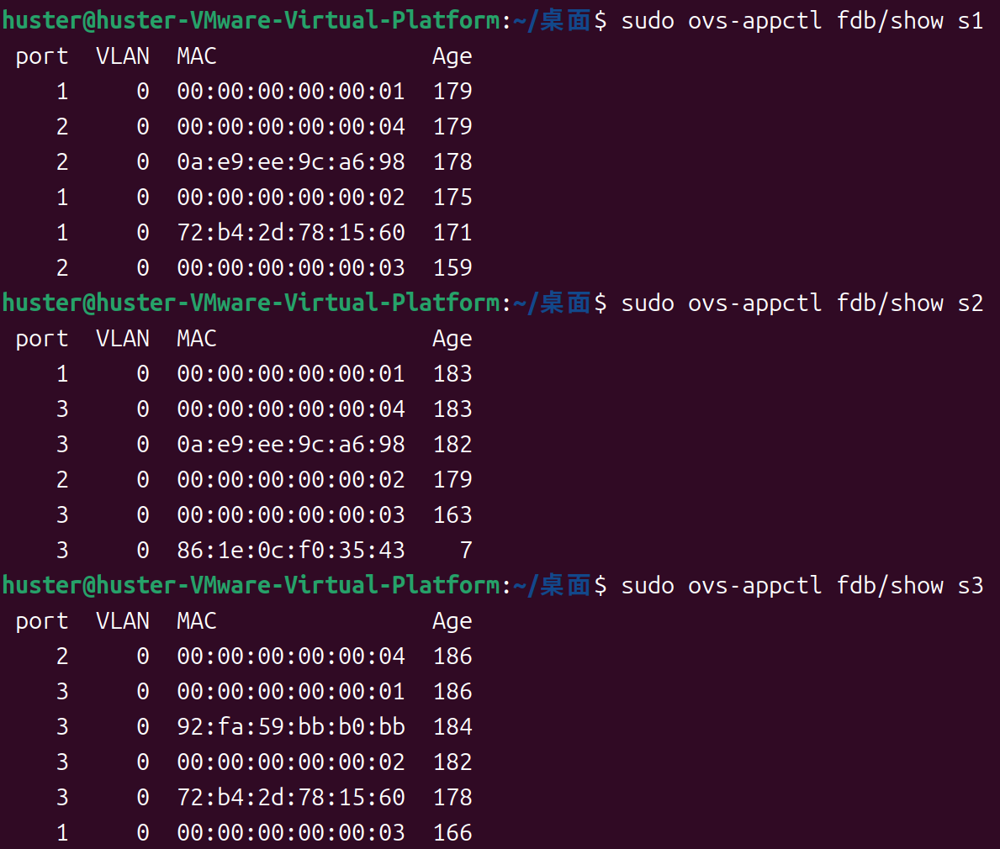 huster@huster-VMware-Virtual-Platform:~/桌面$ sudo ovs-appctl fdb/show s1
 port  VLAN  MAC                Age
    1     0  00:00:00:00:00:01  179
    2     0  00:00:00:00:00:04  179
    2     0  0a:e9:ee:9c:a6:98  178
    1     0  00:00:00:00:00:02  175
    1     0  72:b4:2d:78:15:60  171
    2     0  00:00:00:00:00:03  159
huster@huster-VMware-Virtual-Platform:~/桌面$ sudo ovs-appctl fdb/show s2
 port  VLAN  MAC                Age
    1     0  00:00:00:00:00:01  183
    3     0  00:00:00:00:00:04  183
    3     0  0a:e9:ee:9c:a6:98  182
    2     0  00:00:00:00:00:02  179
    3     0  00:00:00:00:00:03  163
    3     0  86:1e:0c:f0:35:43    7
huster@huster-VMware-Virtual-Platform:~/桌面$ sudo ovs-appctl fdb/show s3
 port  VLAN  MAC                Age
    2     0  00:00:00:00:00:04  186
    3     0  00:00:00:00:00:01  186
    3     0  92:fa:59:bb:b0:bb  184
    3     0  00:00:00:00:00:02  182
    3     0  72:b4:2d:78:15:60  178
    1     0  00:00:00:00:00:03  166